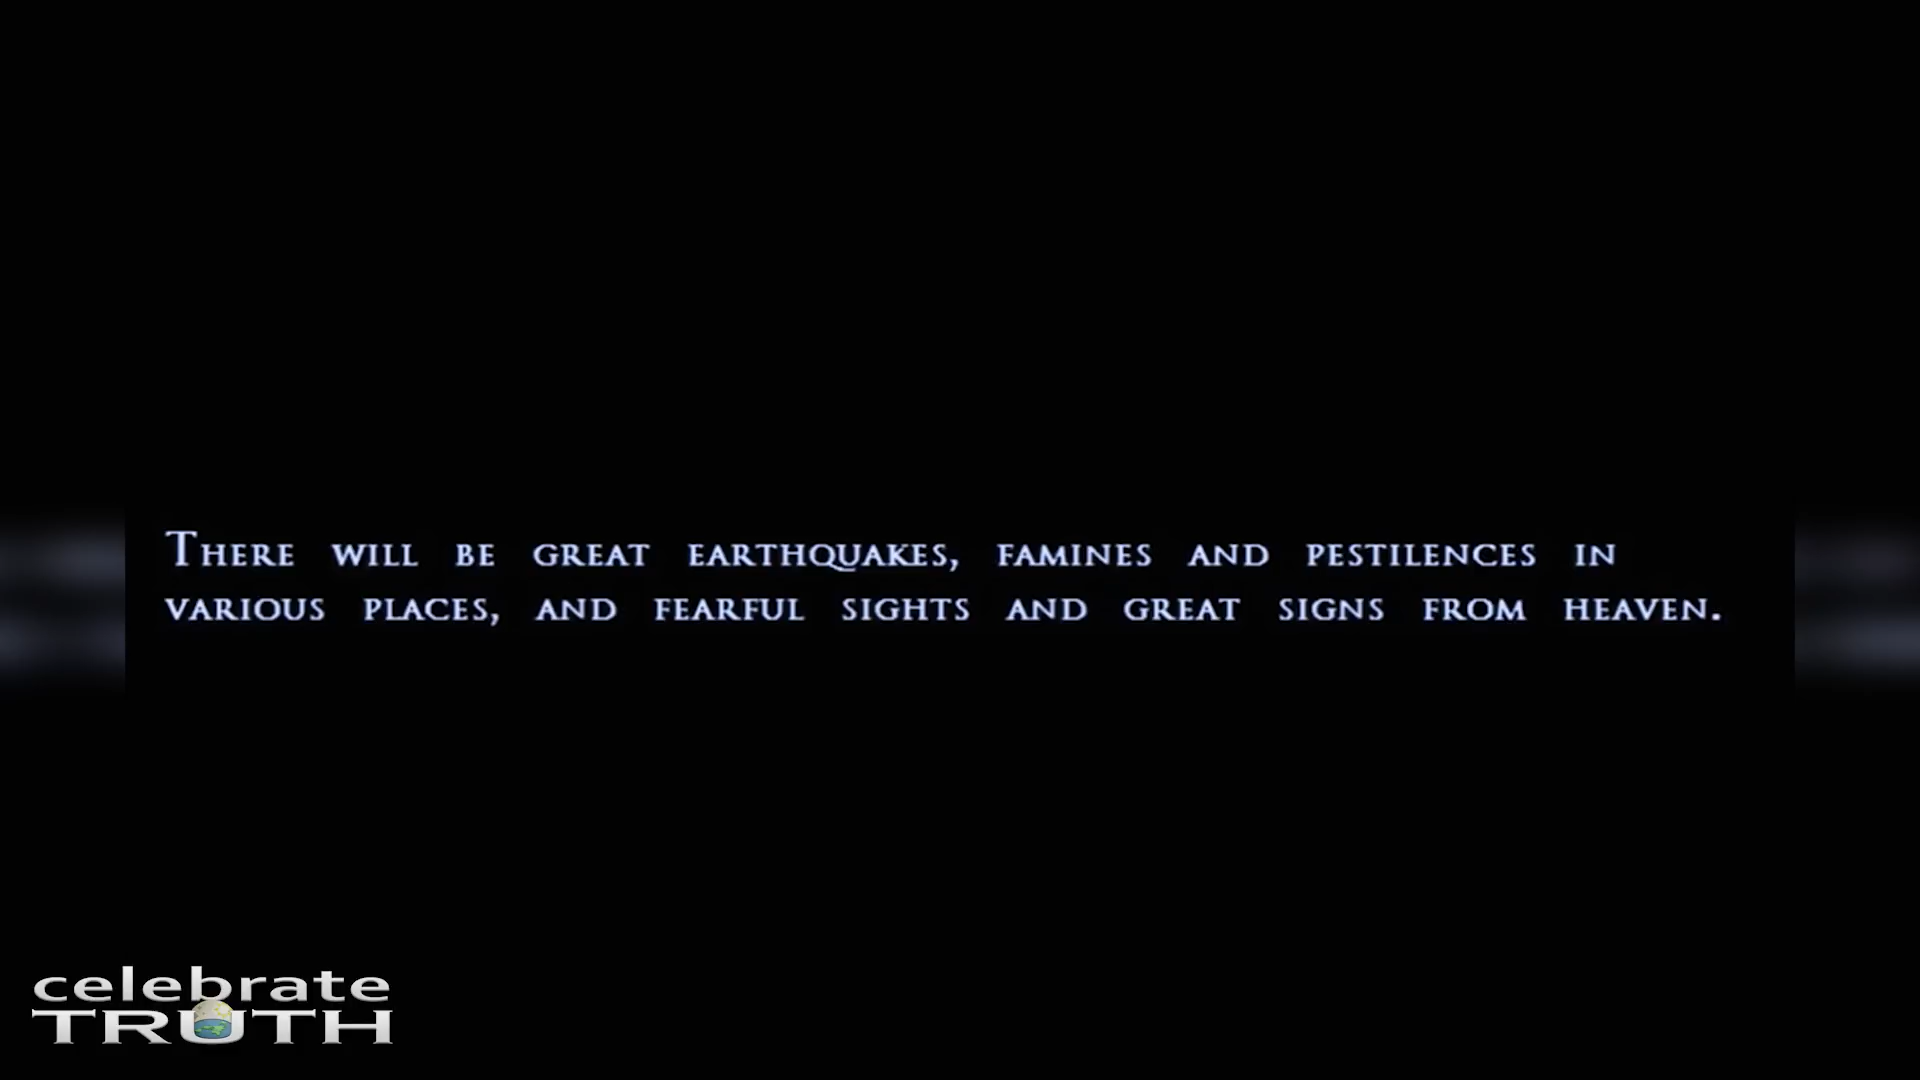 There will be great earthquakes, famines and pestilences in
various places, and fearful sights and great signs from heaven.
celebrate
TRUTH